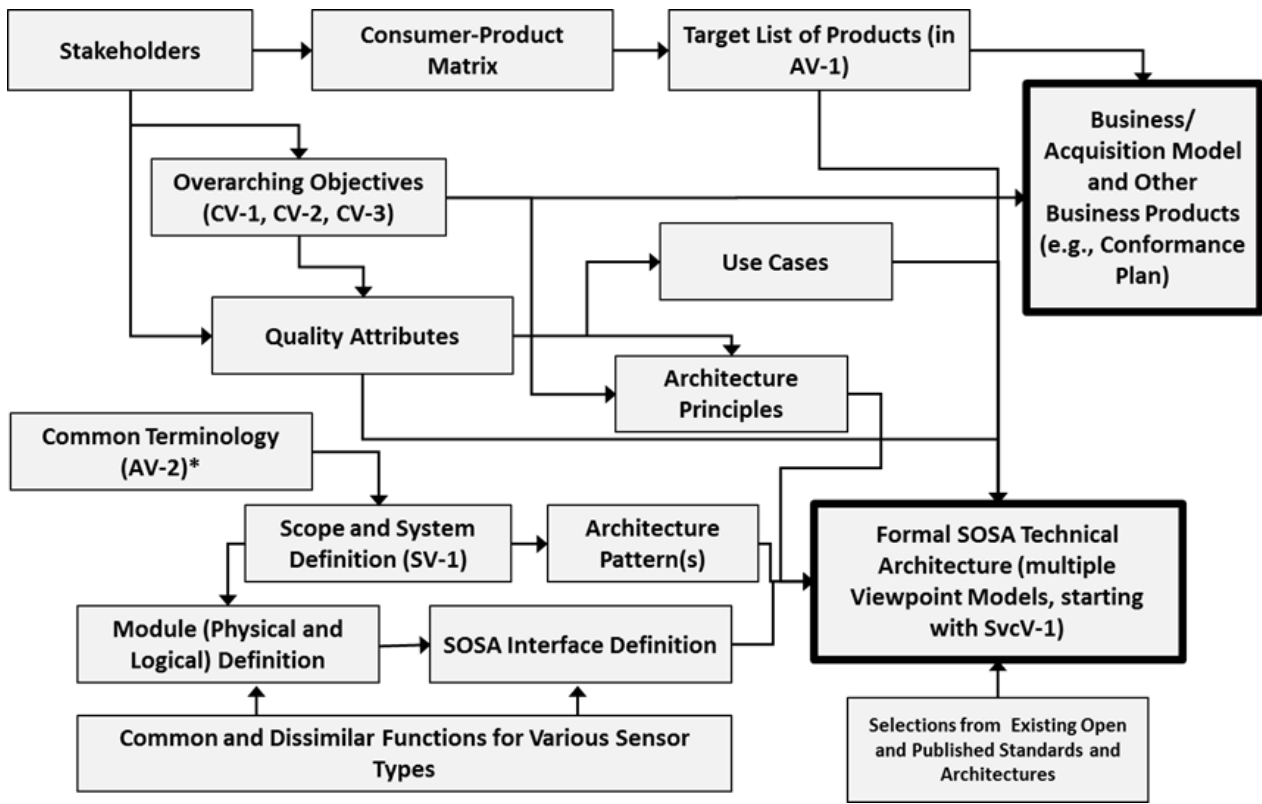 Stakeholders
Consumer-Product
Matrix
Target List of Products (in
AV-1)
Business/
Acquisition Model
and Other
Business Products
(e.g., Conformance
Plan)
Overarching Objectives
(CV-1, CV-2, CV-3)
Use Cases
Quality Attributes
Architecture
Principles
Common Terminology
(AV-2)*
Scope and System
Definition (SV-1)
Architecture
Pattern(s)
Formal SOSA Technical
Architecture (multiple
Viewpoint Models, starting
with SvcV-1)
Module (Physical and
Logical) Definition
SOSA Interface Definition
Common and Dissimilar Functions for Various Sensor
Types
Selections from Existing Open
and Published Standards and
Architectures